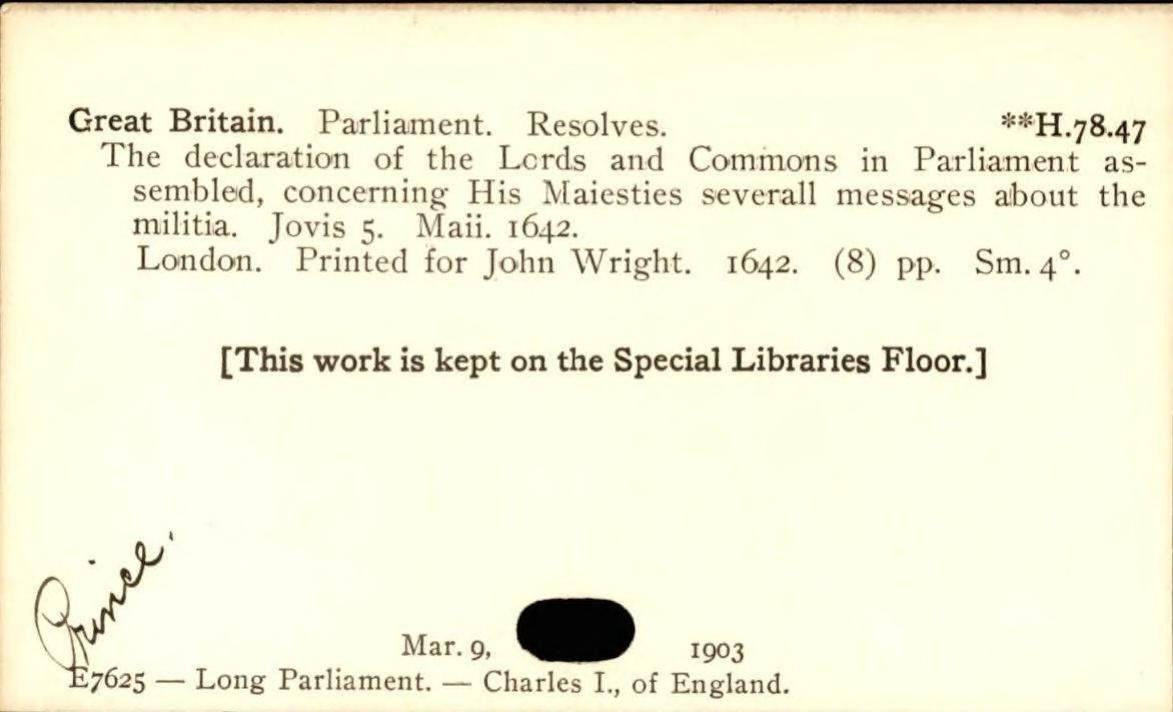 Great Britain. Parliament. Resolves. **H.78.47
The declaration of the Lords and Commons in Parliament as-
sembled, concerning His Maiesties severall messages about the
militia. Jovis 5. Maii. 1642.
London. Printed for John Wright. 1642. (8) pp. Sm. 4°.
[This work is kept on the Special Libraries Floor.]
Prince.
Mar. 9, 1903
E7625 — Long Parliament. — Charles I., of England.